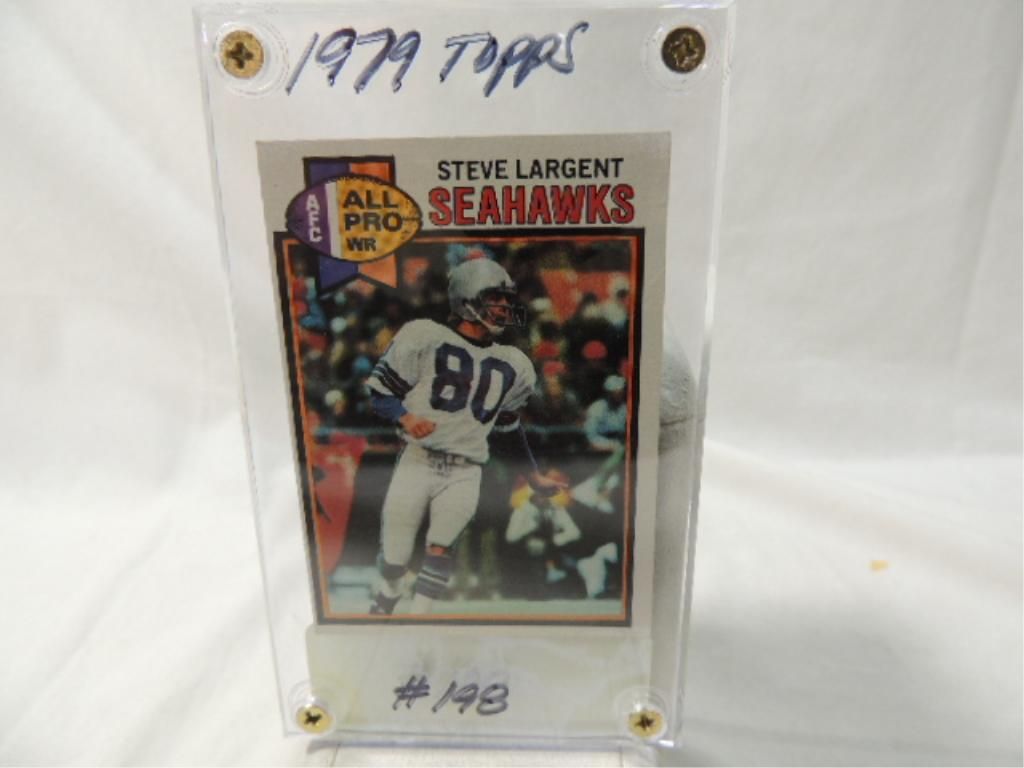 1979 TOPPS
STEVE LARGENT
SEAHAWKS
AFC
ALL
PRO
WR
80
#198